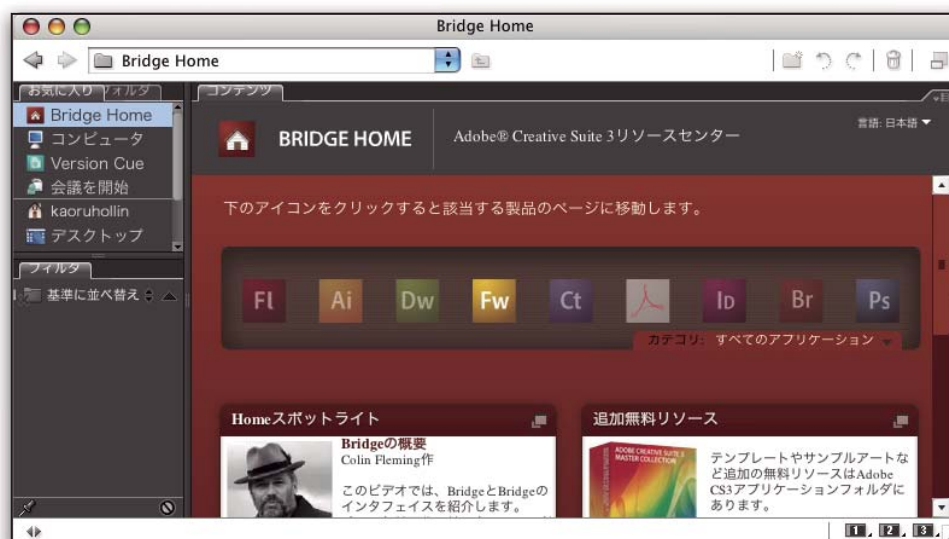 Bridge Home
Bridge Home
お気に入り フォルダ
Bridge Home
コンピュータ
Version Cue
会議を開始
kaoruhollin
デスクトップ
フィルタ
基準に並べ替え
コンテンツ
BRIDGE HOME
Adobe® Creative Suite 3リソースセンター
言語: 日本語
下のアイコンをクリックすると該当する製品のページに移動します。
Fl Ai Dw Fw Ct ID Br Ps
カテゴリ: すべてのアプリケーション
Homeスポットライト
Bridgeの概要
Colin Fleming作
このビデオでは、BridgeとBridgeの
インタフェイスを紹介します。
追加無料リソース
ADOBE CREATIVE SUITE 3
MASTER COLLECTION
テンプレートやサンプルアートな
ど追加の無料リソースはAdobe
CS3アプリケーションフォルダに
あります。
1 2 3